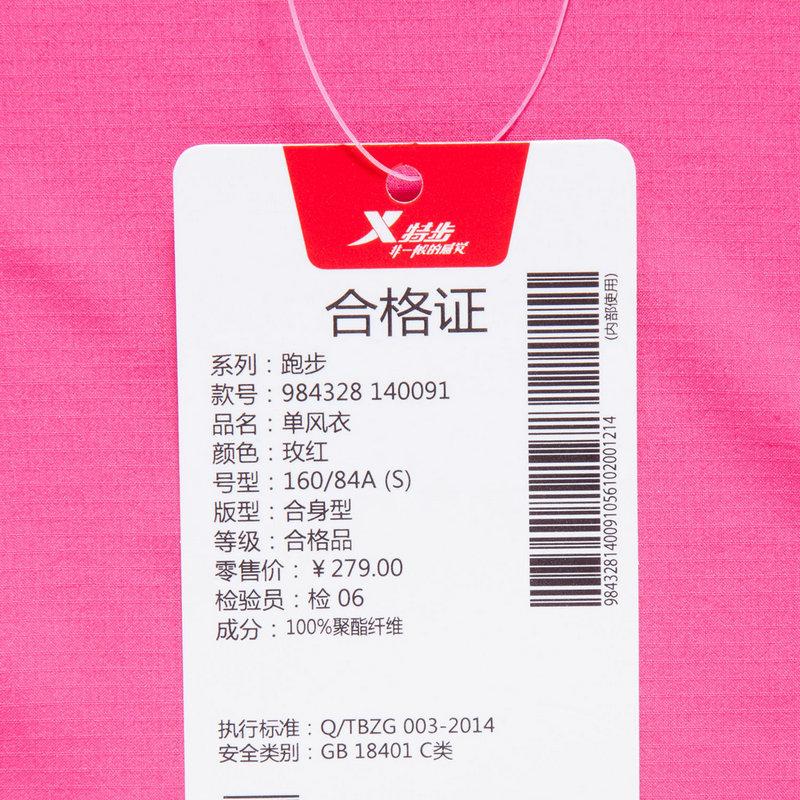 特步
非一般的感觉
合格证
系列：跑步
款号：984328 140091
品名：单风衣
颜色：玫红
号型：160/84A (S)
版型：合身型
等级：合格品
零售价：￥279.00
检验员：检 06
成分：100%聚酯纤维
执行标准：Q/TBZG 003-2014
安全类别：GB 18401 C类
(内部使用)
984328140091056102001214